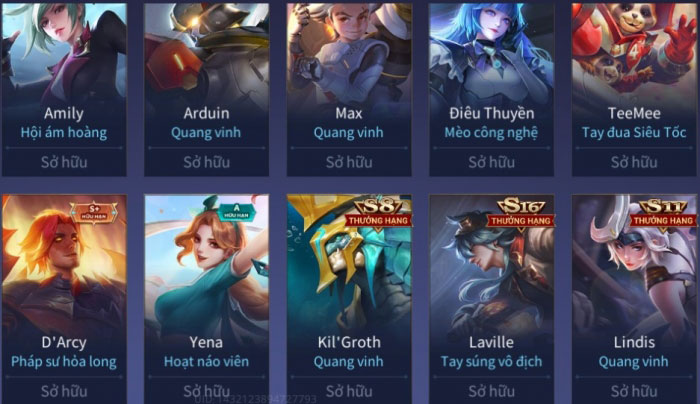 Amily
Hội ám hoàng
Sở hữu
Arduin
Quang vinh
Sở hữu
Max
Quang vinh
Sở hữu
Điêu Thuyền
Mèo công nghệ
Sở hữu
TeeMee
Tay đua Siêu Tốc
Sở hữu
S+
HỮU HẠN
D'Arcy
Pháp sư hỏa long
Sở hữu
A
HỮU HẠN
Yena
Hoạt náo viên
Sở hữu
S8
THƯỞNG HẠNG
Kil'Groth
Quang vinh
Sở hữu
S16
THƯỞNG HẠNG
Laville
Tay súng vô địch
Sở hữu
S11
THƯỞNG HẠNG
Lindis
Quang vinh
Sở hữu
UID: 1432123894727793